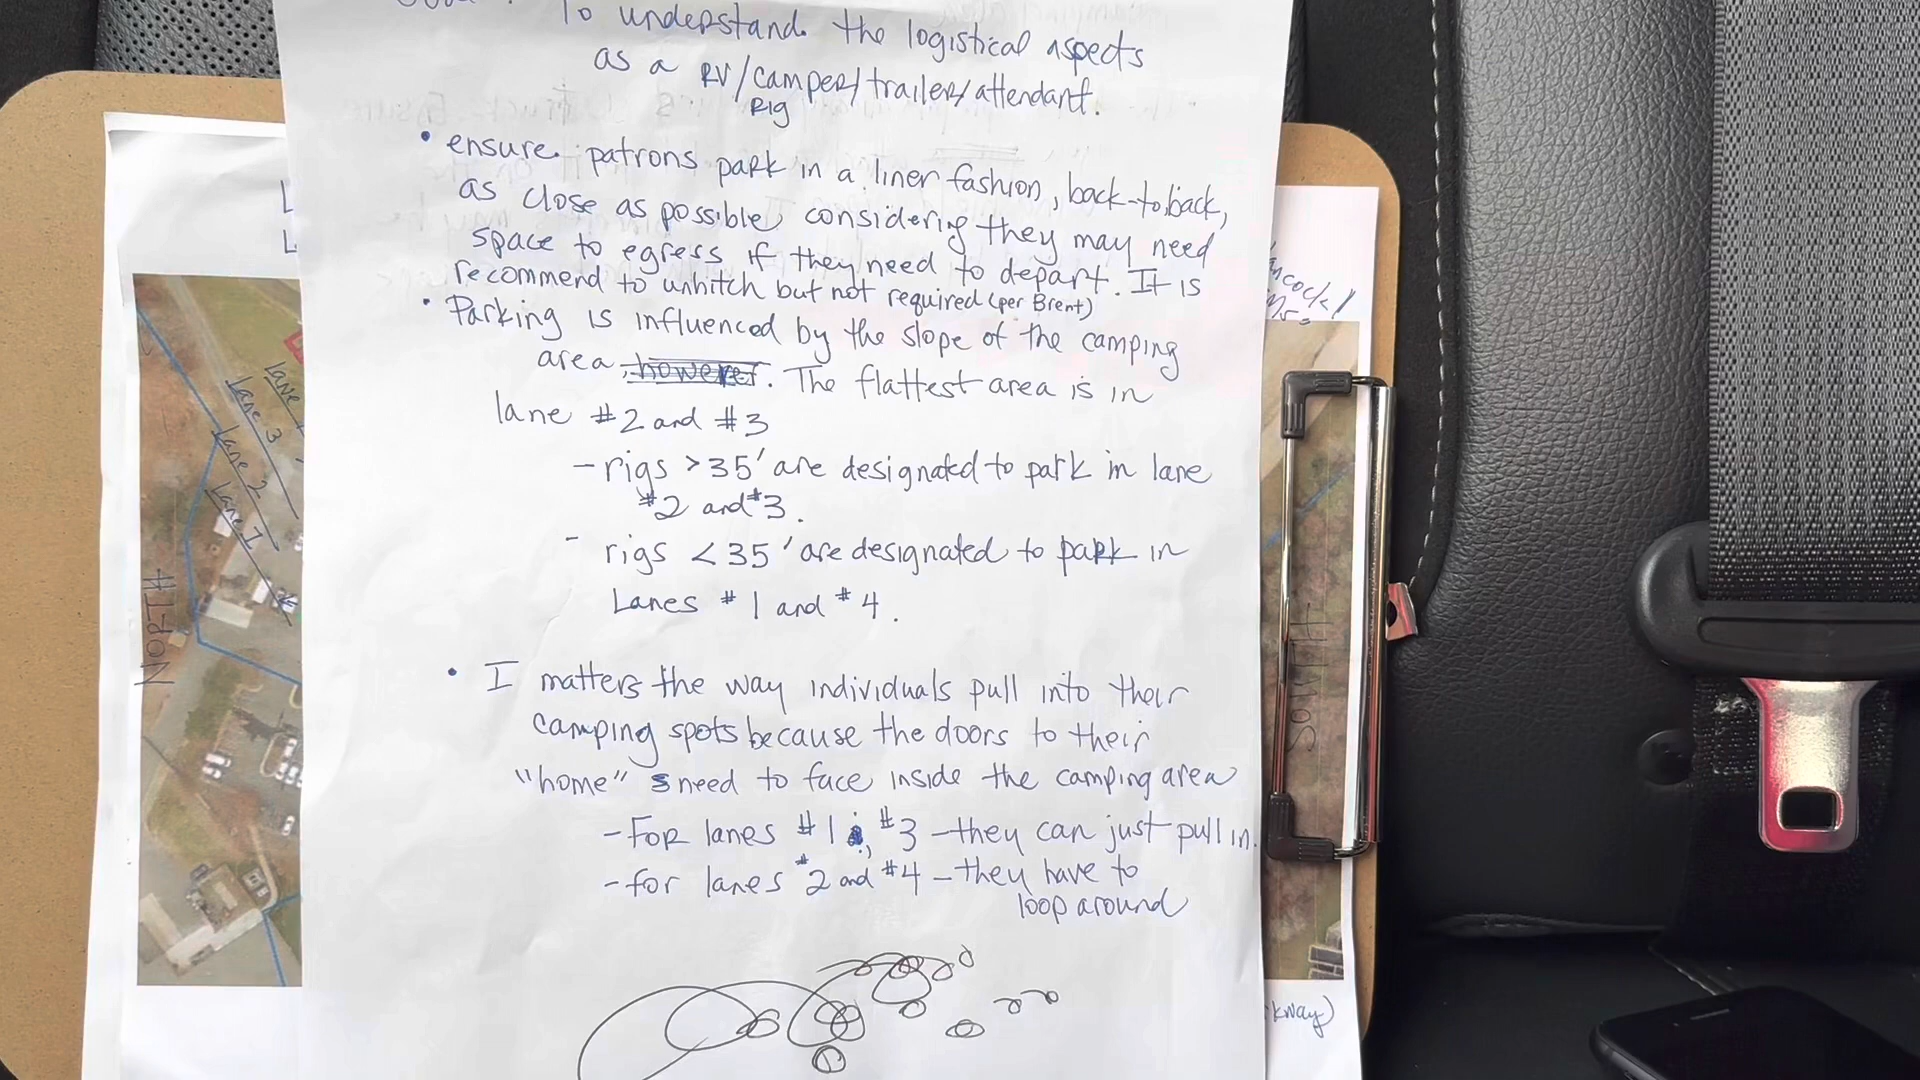 To understand the logistical aspects
as a RV/camper/trailer/attendant.
Rig
• ensure patrons park in a liner fashion, back-to-back,
as close as possible considering they may need
space to egress if they need to depart. It is
recommend to unhitch but not required (per Brent)
• Parking is influenced by the slope of the camping
area, however. The flattest area is in
lane #2 and #3
- rigs >35' are designated to park in lane
#2 and #3.
- rigs <35' are designated to park in
Lanes #1 and #4.
• I matters the way individuals pull into their
camping spots because the doors to their
"home" need to face inside the camping area
- For lanes #1, #3 - they can just pull in.
- for lanes #2 and #4 - they have to
loop around
L
L
Lane
Lane 3
Lane 2
Lane 1
NORTH
SOUTH
kway)